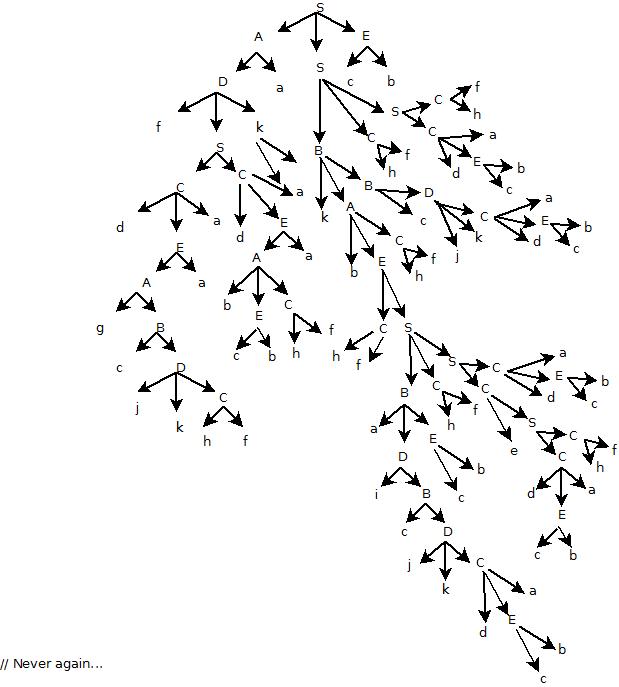 S
A E
D a S c b
f k S C f
h
S C f C a
C a h d E b
d a d E k B B D c
c
a
A C j k d E b
c
E A a b E C f
h
A a b E C
g B c b h f C S
c D h f S C a
B C f C E b
d c
j k C
h f a E h e S C f
D b C h
i B c d a
c D E
j C c b
k a
d E
b
// Never again...
c